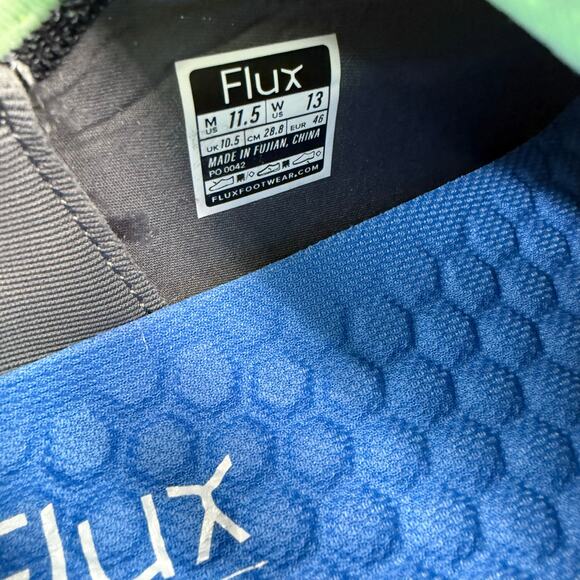 Flux
M US 11.5 W US 13
UK 10.5 CM 28.8 EUR 46
MADE IN FUJIAN, CHINA
PO 0042
FLUXFOOTWEAR.COM
Flux